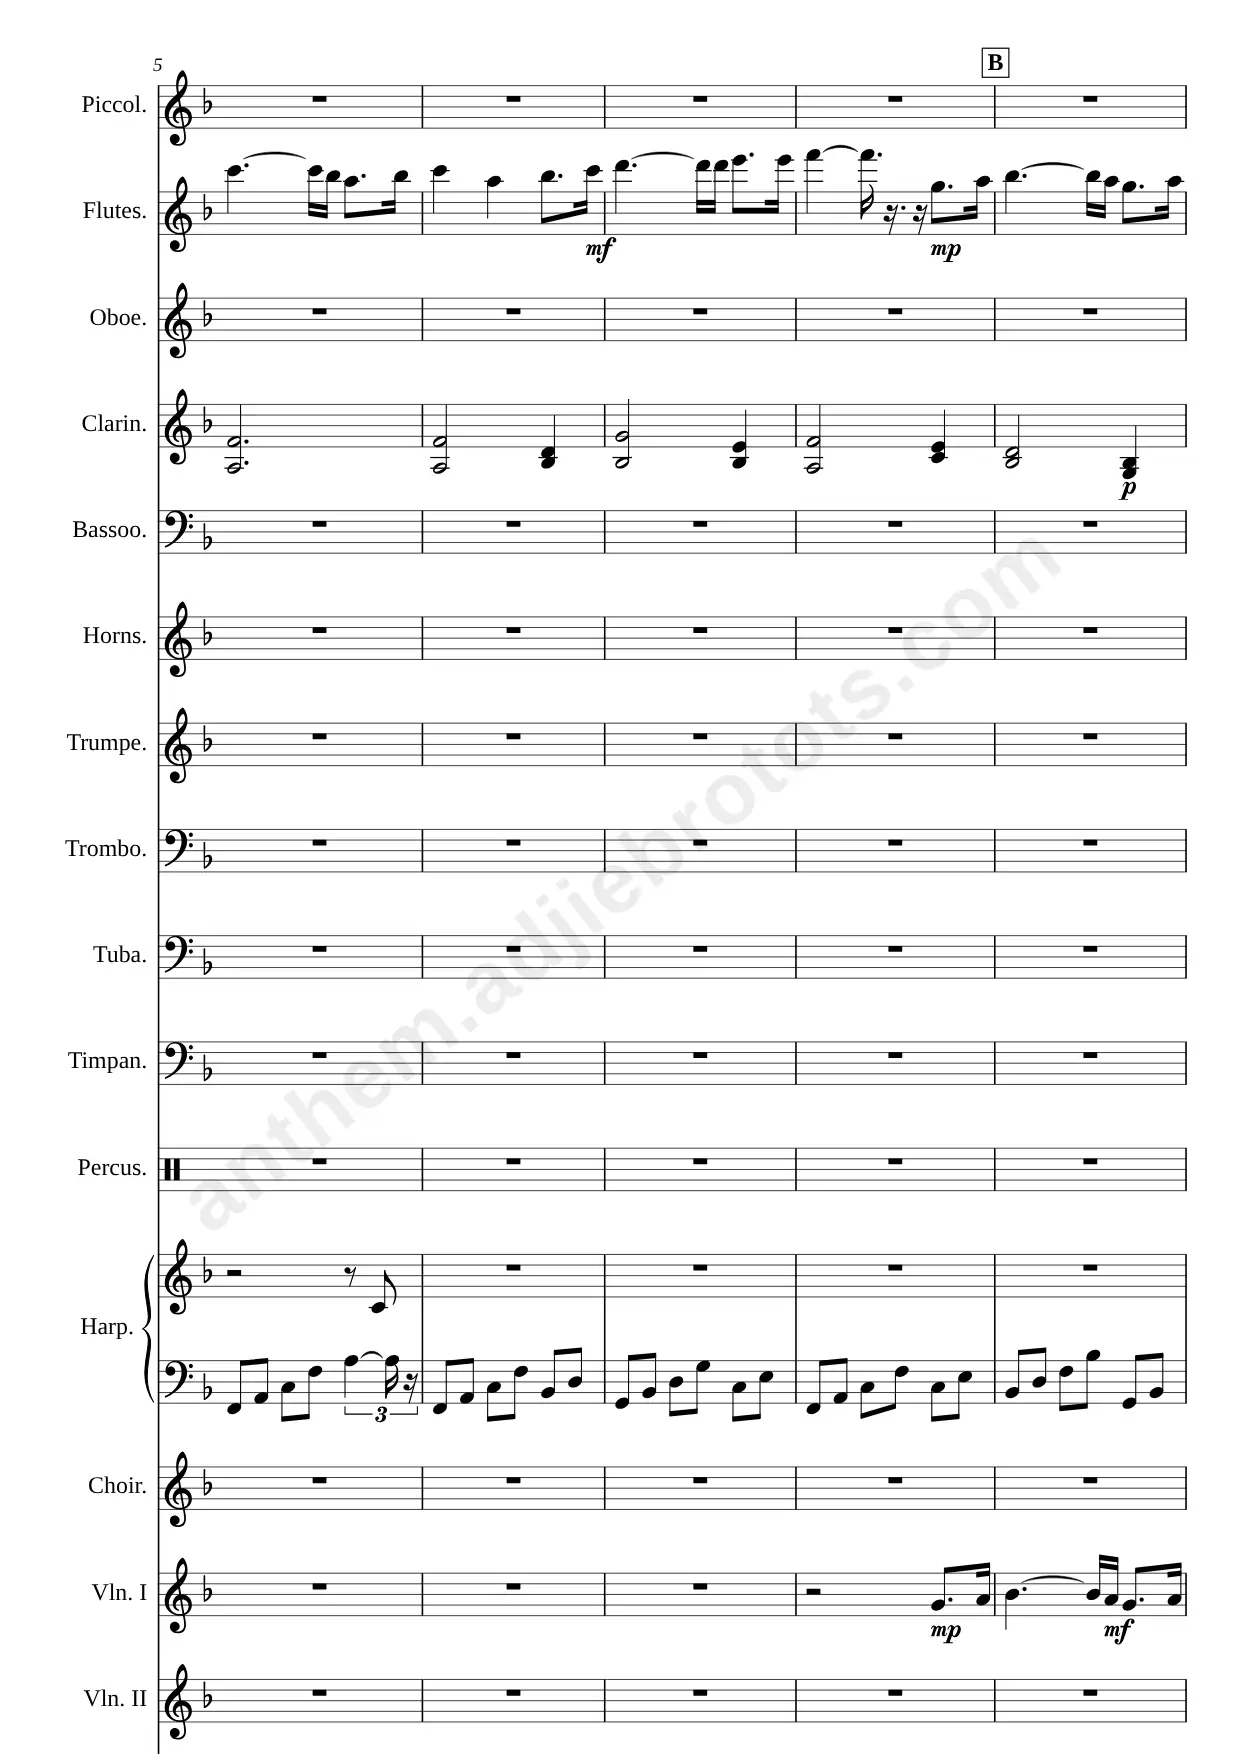 5
B
Piccol.
Flutes.
mf
mp
Oboe.
Clarin.
p
Bassoo.
Horns.
Trumpe.
Trombo.
Tuba.
Timpan.
Percus.
Harp.
3
Choir.
Vln. I
mp
mf
Vln. II
anthem.adjiebrotots.com